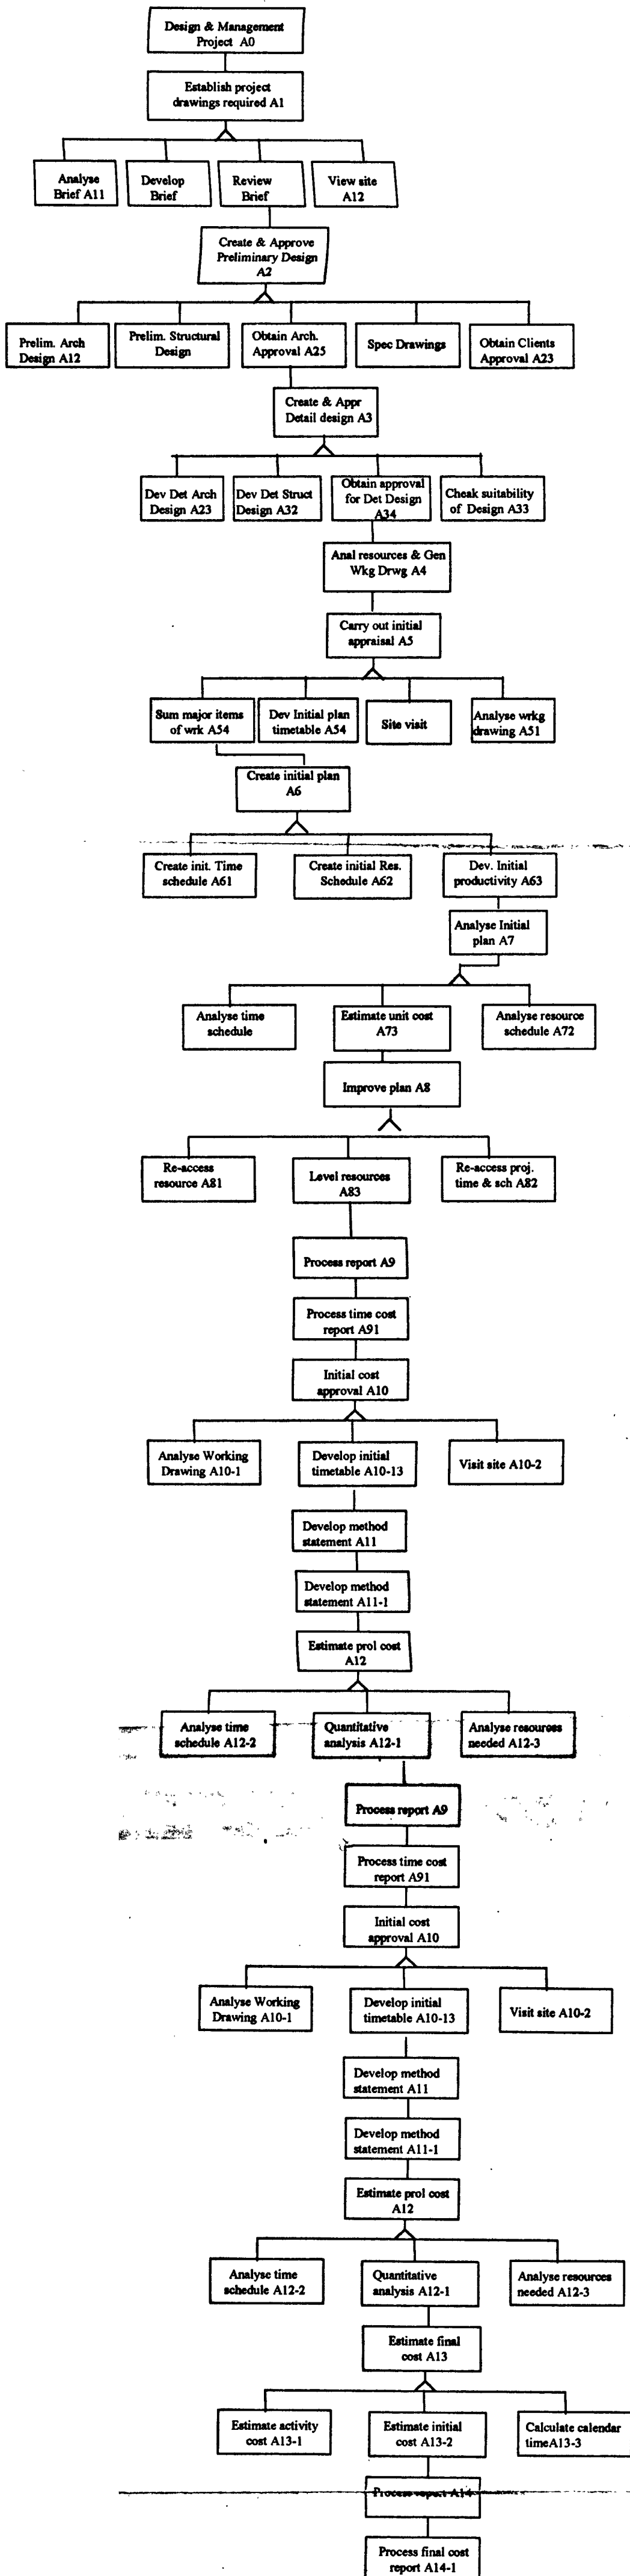 Design & Management
Project A0
Establish project
drawings required A1
Analyse
Brief A11
Develop
Brief
Review
Brief
View site
A12
Create & Approve
Preliminary Design
A2
Prelim. Arch
Design A12
Prelim. Structural
Design
Obtain Arch.
Approval A25
Spec Drawings
Obtain Clients
Approval A23
Create & Appr
Detail design A3
Dev Det Arch
Design A23
Dev Det Struct
Design A32
Obtain approval
for Det Design
A34
Cheak suitability
of Design A33
Anal resources & Gen
Wkg Drwg A4
Carry out initial
appraisal A5
Sum major items
of wrk A54
Dev Initial plan
timetable A54
Site visit
Analyse wrkg
drawing A51
Create initial plan
A6
Create init. Time
schedule A61
Create initial Res.
Schedule A62
Dev. Initial
productivity A63
Analyse Initial
plan A7
Analyse time
schedule
Estimate unit cost
A73
Analyse resource
schedule A72
Improve plan A8
Re-access
resource A81
Level resources
A83
Re-access proj.
time & sch A82
Process report A9
Process time cost
report A91
Initial cost
approval A10
Analyse Working
Drawing A10-1
Develop initial
timetable A10-13
Visit site A10-2
Develop method
statement A11
Develop method
statement A11-1
Estimate prol cost
A12
Analyse time
schedule A12-2
Quantitative
analysis A12-1
Analyse resources
needed A12-3
Process report A9
Process time cost
report A91
Initial cost
approval A10
Analyse Working
Drawing A10-1
Develop initial
timetable A10-13
Visit site A10-2
Develop method
statement A11
Develop method
statement A11-1
Estimate prol cost
A12
Analyse time
schedule A12-2
Quantitative
analysis A12-1
Analyse resources
needed A12-3
Estimate final
cost A13
Estimate activity
cost A13-1
Estimate initial
cost A13-2
Calculate calendar
timeA13-3
Process report A14
Process final cost
report A14-1